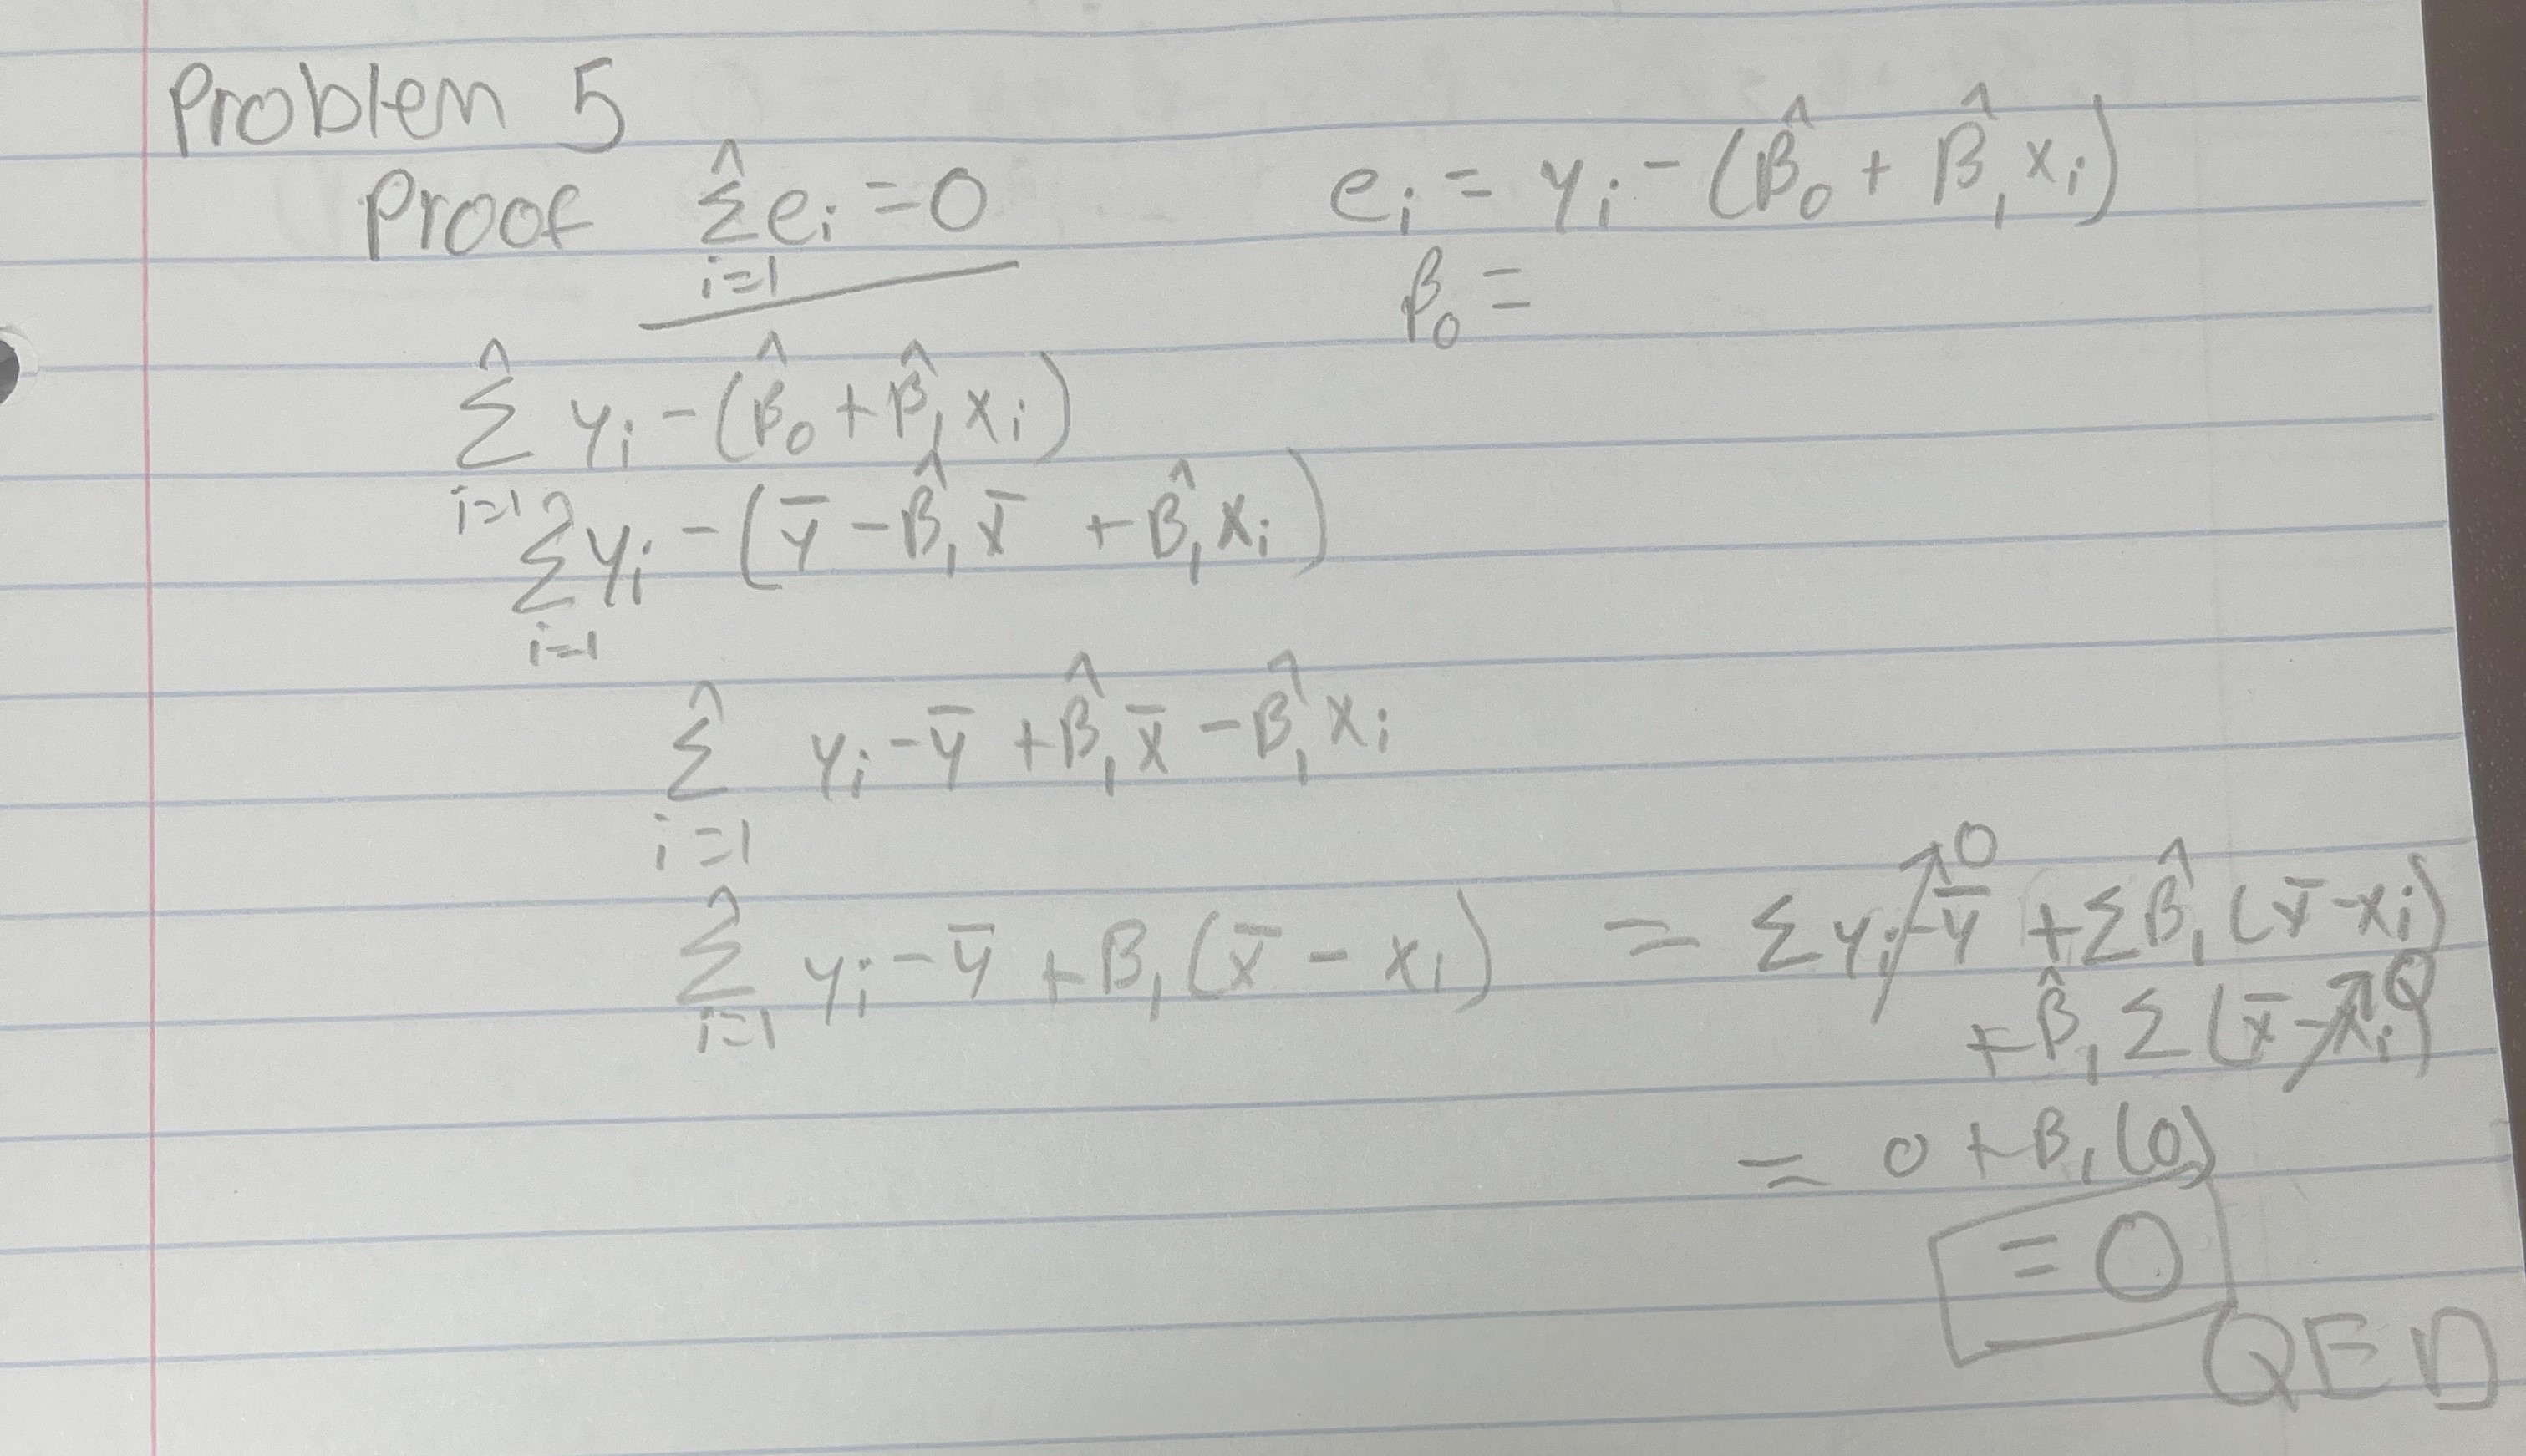 Problem 5
Proof $\sum_{i=1}^{n} e_i = 0$
$e_i = y_i - (\hat{\beta}_0 + \hat{\beta}_1 x_i)$
$\beta_0 =$
$\sum_{i=1}^{n} y_i - (\hat{\beta}_0 + \hat{\beta}_1 x_i)$
$\sum_{i=1}^{n} y_i - (\bar{y} - \hat{\beta}_1 \bar{x} + \hat{\beta}_1 x_i)$
$\sum_{i=1}^{n} y_i - \bar{y} + \hat{\beta}_1 \bar{x} - \hat{\beta}_1 x_i$
$\sum_{i=1}^{n} y_i - \bar{y} + \beta_1 (\bar{x} - x_i) = \cancelto{0}{\sum y_i - \bar{y}} + \sum \hat{\beta}_1 (\bar{x} - x_i)$
$+ \hat{\beta}_1 \cancelto{0}{\sum (\bar{x} - x_i)}$
$= 0 + \beta_1 (0)$
$= 0$
QED